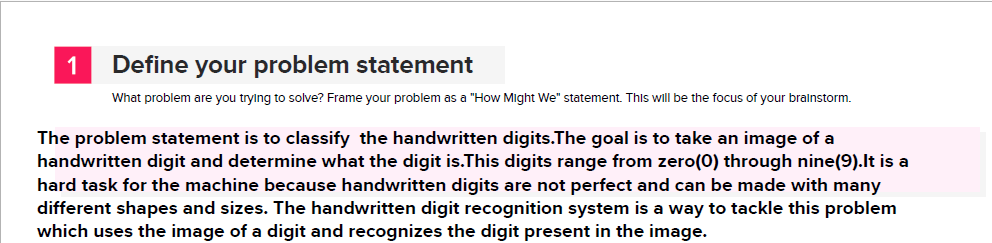 1 Define your problem statement
What problem are you trying to solve? Frame your problem as a "How Might We" statement. This will be the focus of your brainstorm.
The problem statement is to classify  the handwritten digits.The goal is to take an image of a
handwritten digit and determine what the digit is.This digits range from zero(0) through nine(9).It is a
hard task for the machine because handwritten digits are not perfect and can be made with many
different shapes and sizes. The handwritten digit recognition system is a way to tackle this problem
which uses the image of a digit and recognizes the digit present in the image.